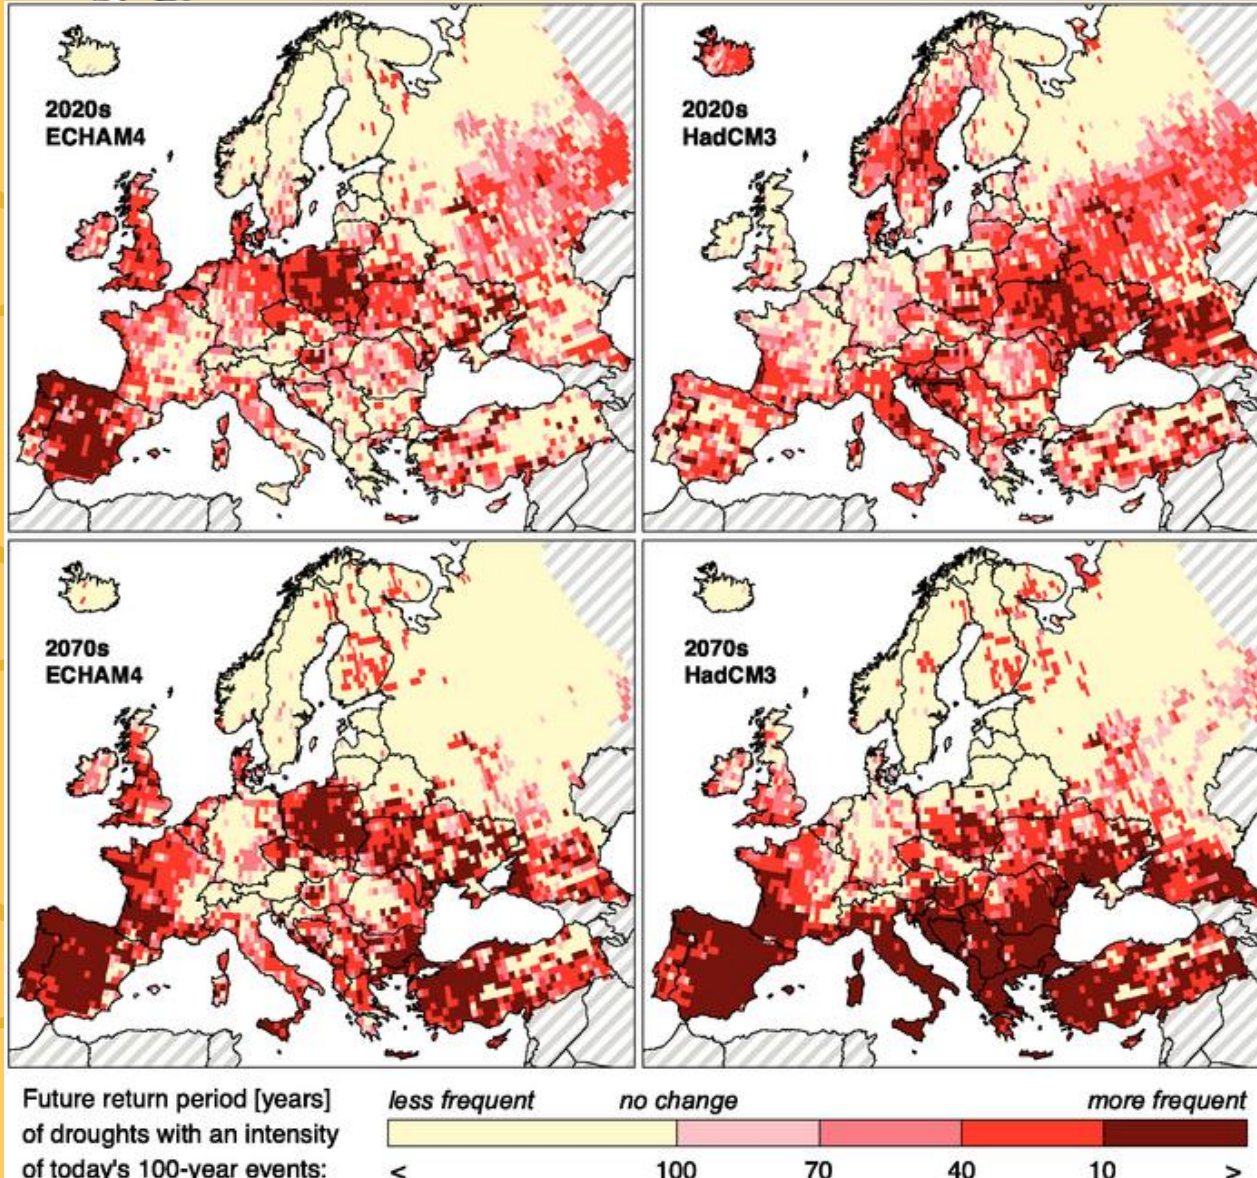 2020s
ECHAM4
2020s
HadCM3
2070s
ECHAM4
2070s
HadCM3
Future return period [years]
of droughts with an intensity
of today's 100-year events:
less frequent no change more frequent
< 100 70 40 10 >